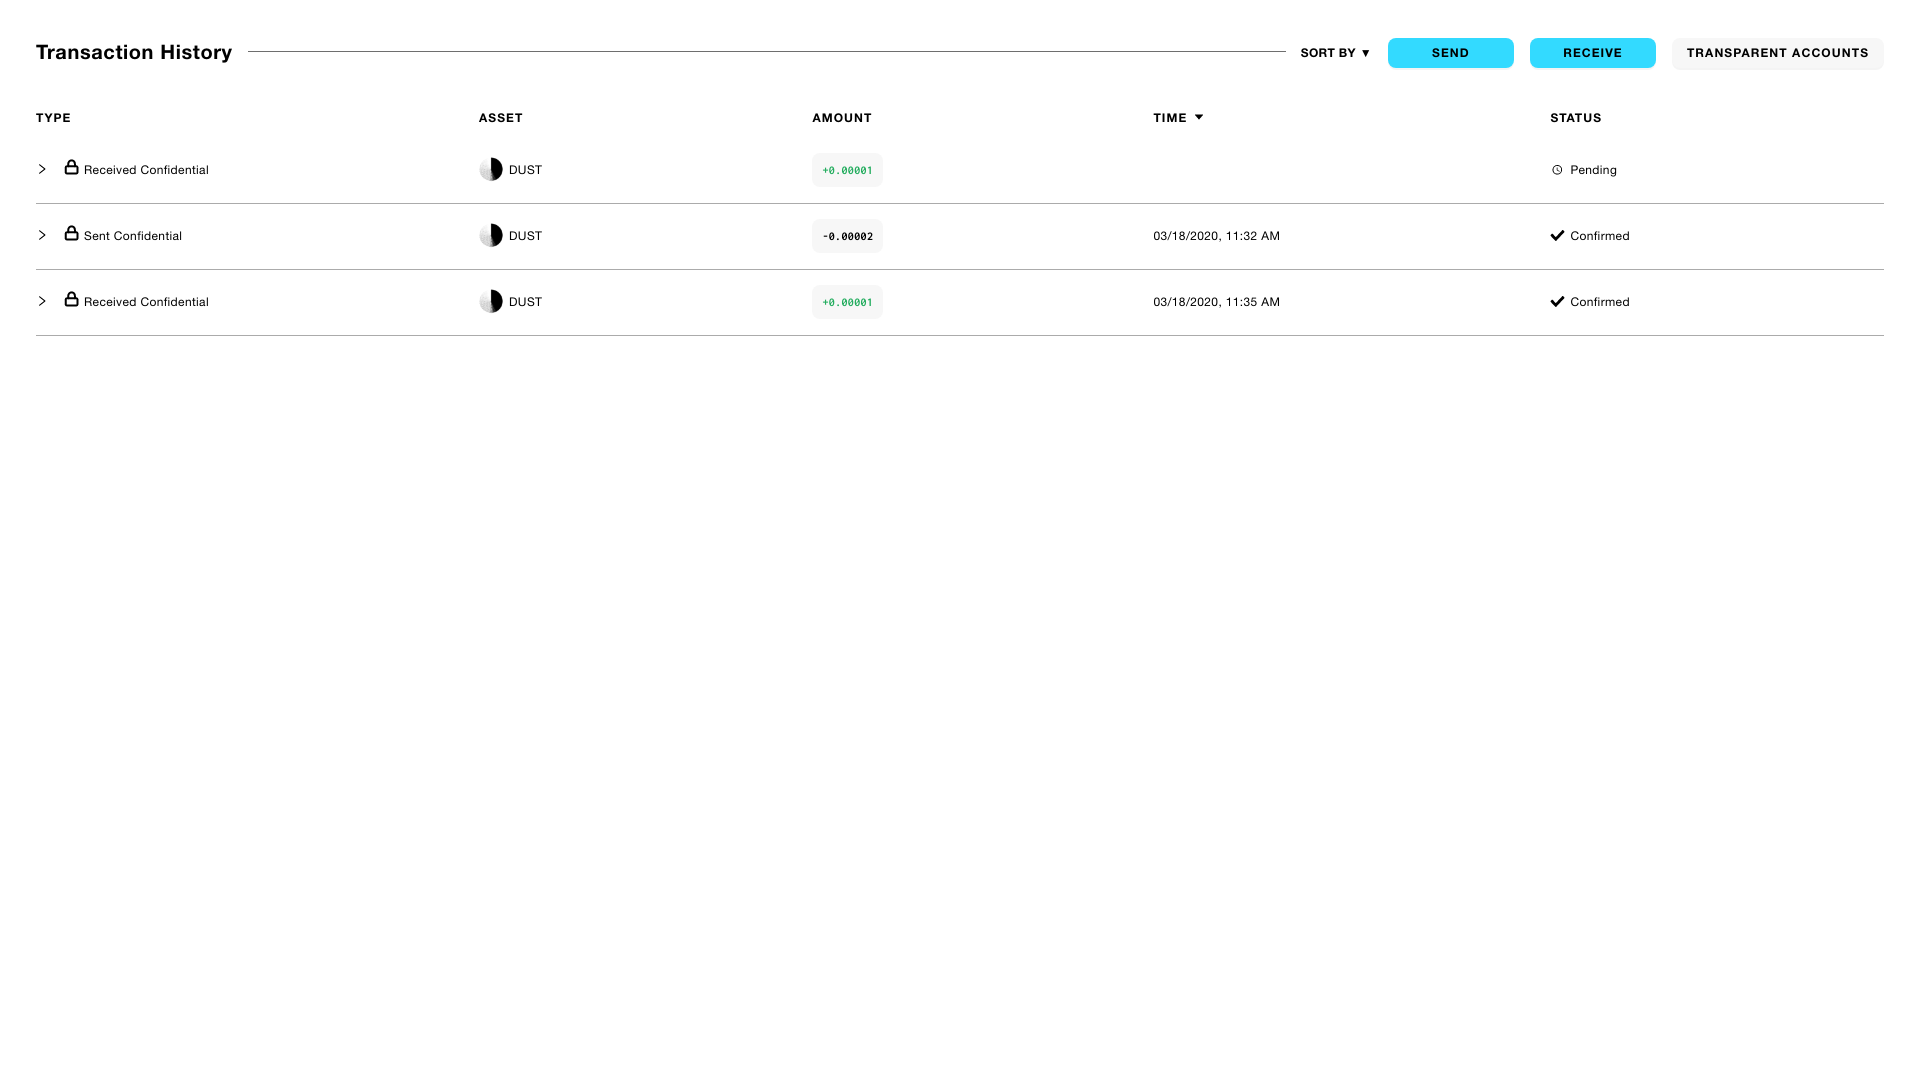 Transaction History SORT BY ▼ SEND RECEIVE TRANSPARENT ACCOUNTS
TYPE ASSET AMOUNT TIME STATUS
Received Confidential DUST +0.00001 Pending
Sent Confidential DUST -0.00002 03/18/2020, 11:32 AM Confirmed
Received Confidential DUST +0.00001 03/18/2020, 11:35 AM Confirmed